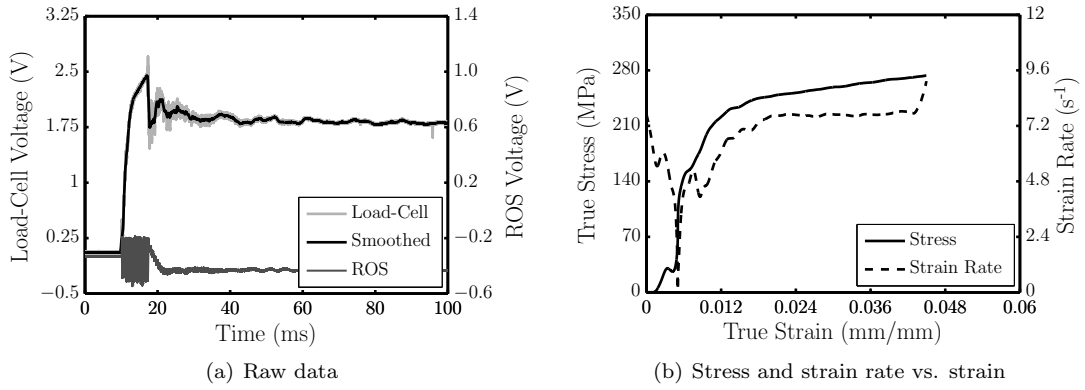 3.25
2.5
1.75
1
0.25
−0.5
Load-Cell Voltage (V)
1.4
1.0
0.6
0.2
−0.2
−0.6
ROS Voltage (V)
Load-Cell
Smoothed
ROS
0 20 40 60 80 100
Time (ms)
(a) Raw data
350
280
210
140
70
0
True Stress (MPa)
12
9.6
7.2
4.8
2.4
0
Strain Rate (s⁻¹)
Stress
Strain Rate
0 0.012 0.024 0.036 0.048 0.06
True Strain (mm/mm)
(b) Stress and strain rate vs. strain